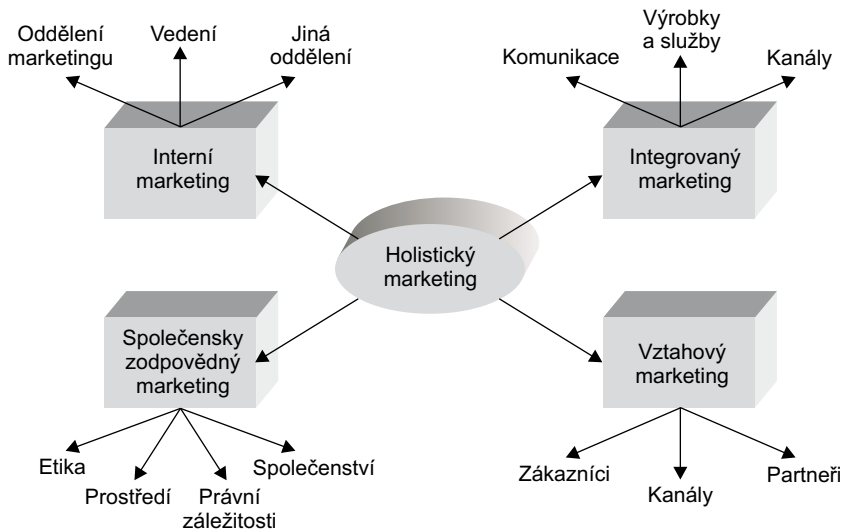 Oddělení
marketingu
Vedení
Jiná
oddělení
Komunikace
Výrobky
a služby
Kanály
Interní
marketing
Integrovaný
marketing
Holistický
marketing
Společensky
zodpovědný
marketing
Vztahový
marketing
Etika
Prostředí
Právní
záležitosti
Společenství
Zákazníci
Kanály
Partneři